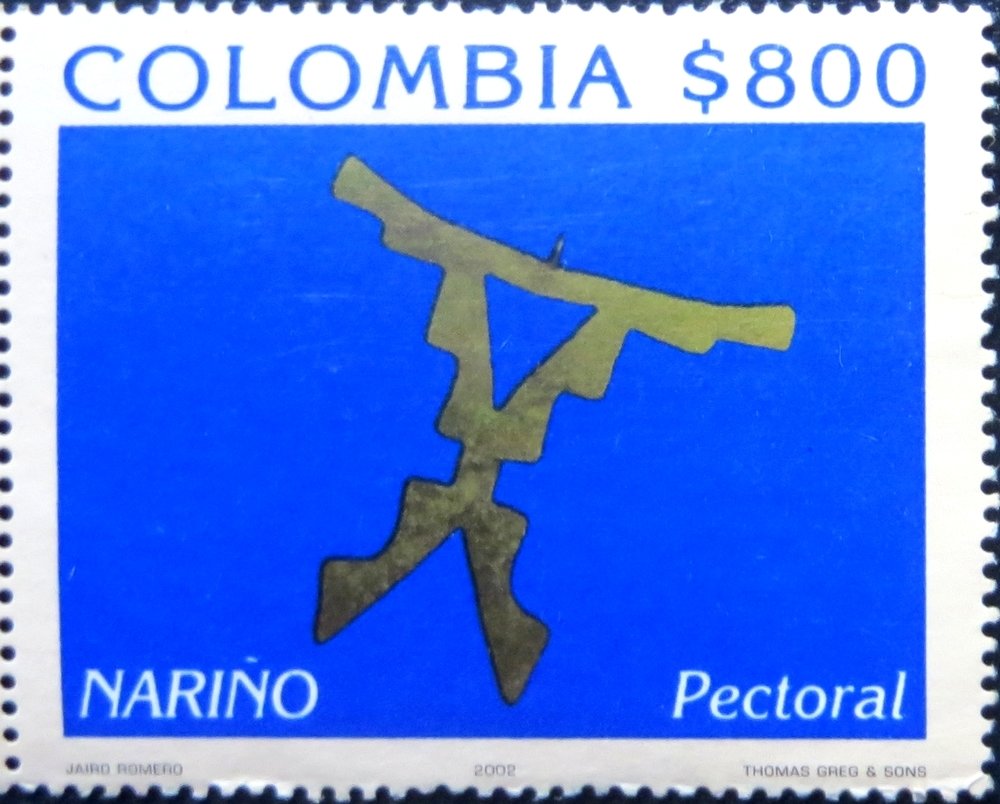 COLOMBIA $800
NARIÑO Pectoral
JAIRO ROMERO 2002 THOMAS GREG & SONS